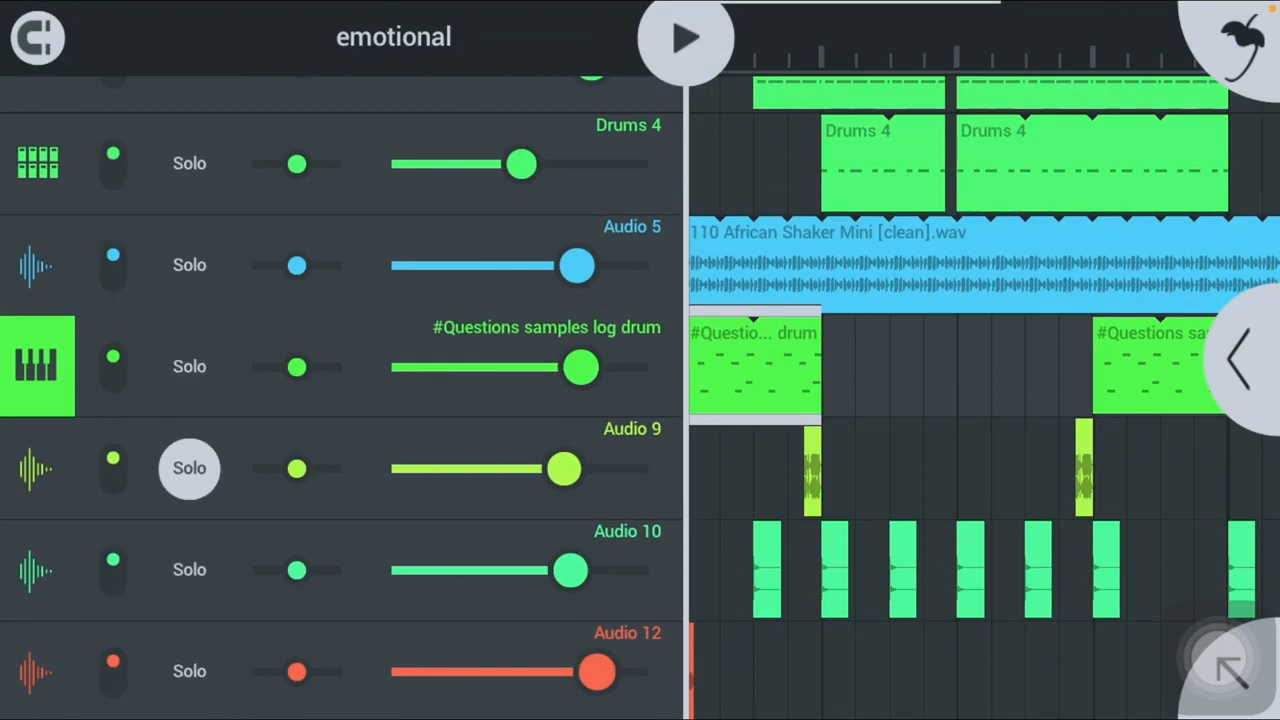 emotional
Drums 4
Solo
Drums 4
Drums 4
Audio 5
Solo
110 African Shaker Mini [clean].wav
#Questions samples log drum
Solo
#Questio... drum
#Questions sa
Audio 9
Solo
Audio 10
Solo
Audio 12
Solo